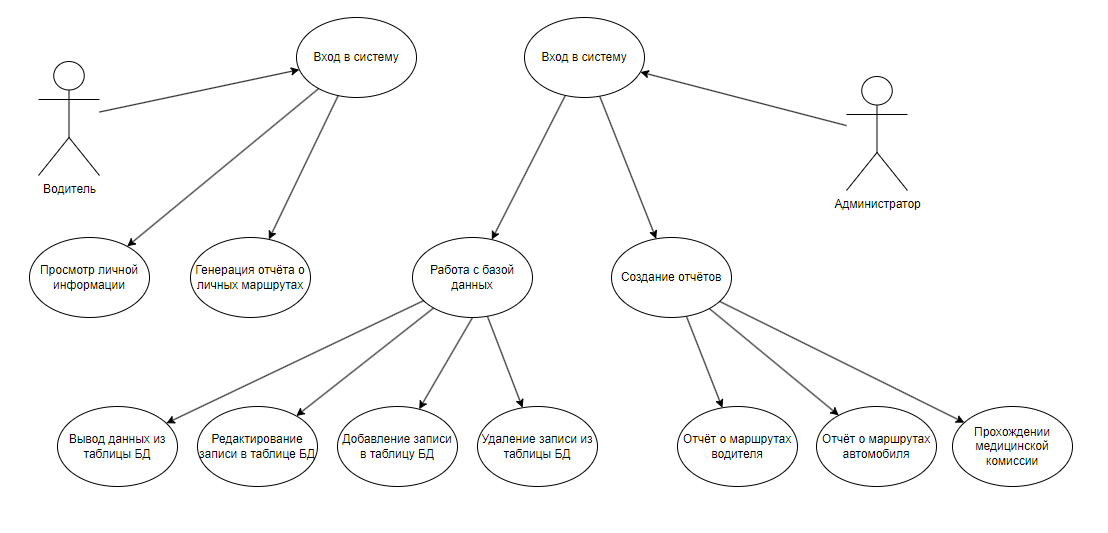 Вход в систему
Вход в систему
Водитель
Администратор
Просмотр личной
информации
Генерация отчёта о
личных маршрутах
Работа с базой
данных
Создание отчётов
Вывод данных из
таблицы БД
Редактирование
записи в таблице БД
Добавление записи
в таблицу БД
Удаление записи из
таблицы БД
Отчёт о маршрутах
водителя
Отчёт о маршрутах
автомобиля
Прохождении
медицинской
комиссии